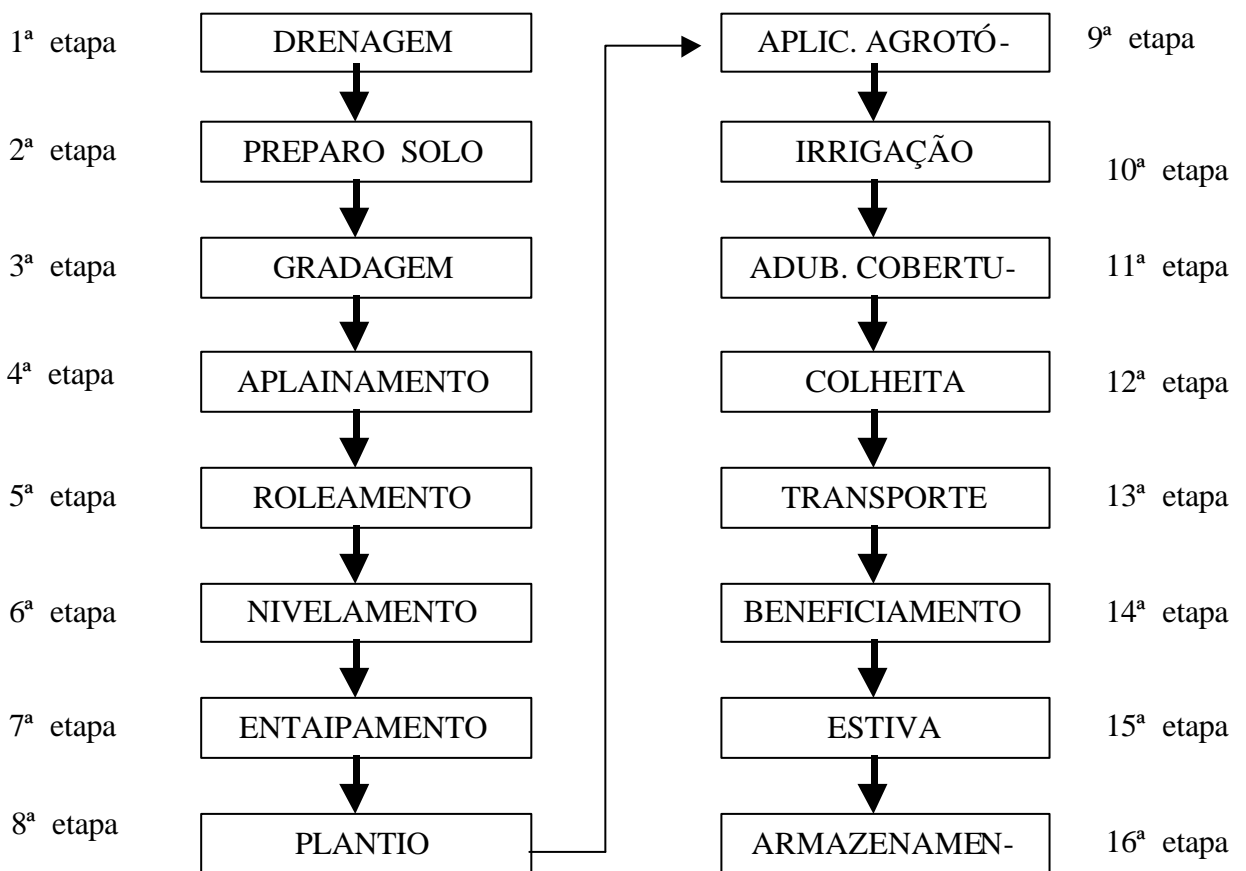 1ª etapa
DRENAGEM
2ª etapa
PREPARO SOLO
3ª etapa
GRADAGEM
4ª etapa
APLAINAMENTO
5ª etapa
ROLEAMENTO
6ª etapa
NIVELAMENTO
7ª etapa
ENTAIPAMENTO
8ª etapa
PLANTIO
APLIC. AGROTÓ-
9ª etapa
IRRIGAÇÃO
10ª etapa
ADUB. COBERTU-
11ª etapa
COLHEITA
12ª etapa
TRANSPORTE
13ª etapa
BENEFICIAMENTO
14ª etapa
ESTIVA
15ª etapa
ARMAZENAMEN-
16ª etapa